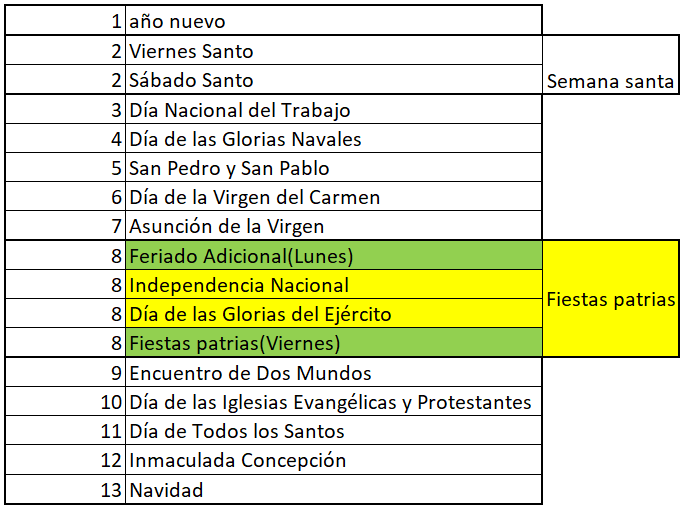 1 año nuevo
2 Viernes Santo
2 Sábado Santo
Semana santa
3 Día Nacional del Trabajo
4 Día de las Glorias Navales
5 San Pedro y San Pablo
6 Día de la Virgen del Carmen
7 Asunción de la Virgen
8 Feriado Adicional(Lunes)
8 Independencia Nacional
8 Día de las Glorias del Ejército
8 Fiestas patrias(Viernes)
Fiestas patrias
9 Encuentro de Dos Mundos
10 Día de las Iglesias Evangélicas y Protestantes
11 Día de Todos los Santos
12 Inmaculada Concepción
13 Navidad